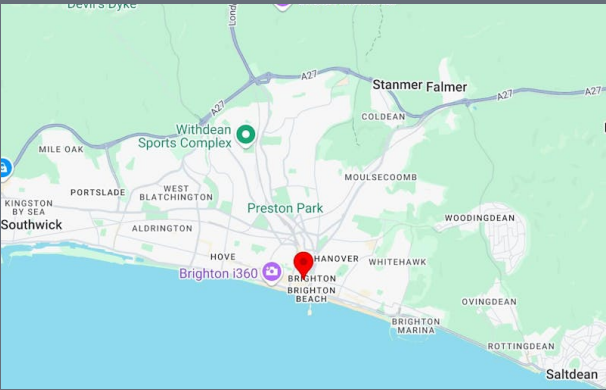 Devil's Dyke
Lond
A27
A27
A27
A27
Stanmer
Falmer
COLDEAN
Withdean
Sports Complex
MILE OAK
MOULSECOOMB
PORTSLADE
WEST
BLATCHINGTON
KINGSTON
BY SEA
Southwick
Preston Park
WOODINGDEAN
ALDRINGTON
HOVE
HANOVER
WHITEHAWK
Brighton i360
BRIGHTON
BRIGHTON
BEACH
OVINGDEAN
BRIGHTON
MARINA
ROTTINGDEAN
Saltdean